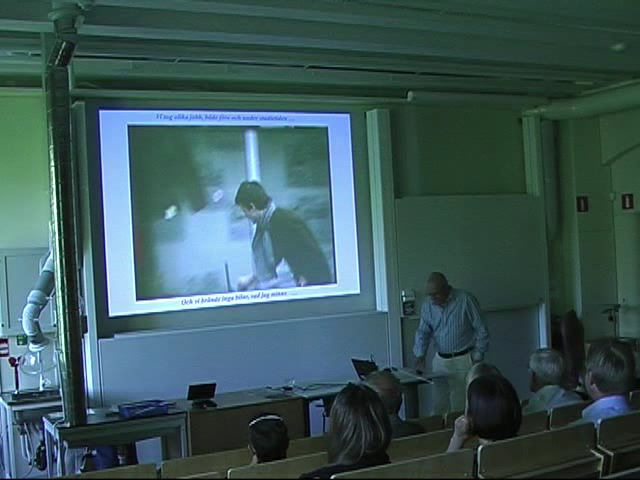 Vi tog olika jobb, både före och under studietiden ...
Och vi brände inga bilar, vad jag minns ...